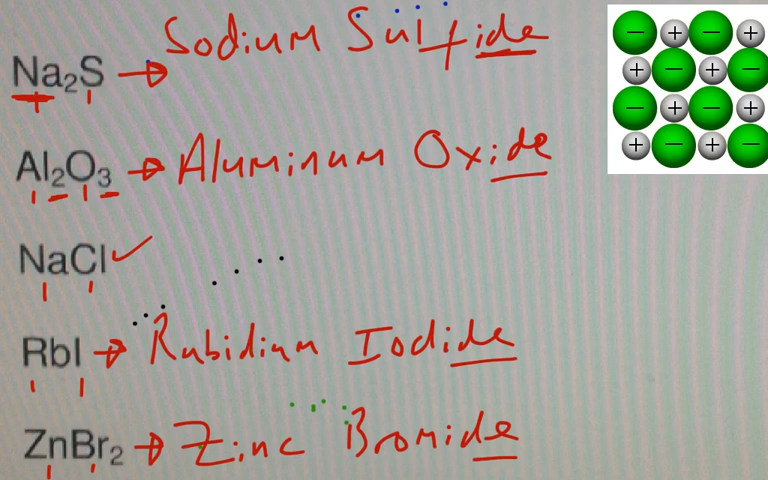 Na₂S → Sodium Sulfide
Al₂O₃ → Aluminum Oxide
NaCl ✓
RbI → Rubidium Iodide
ZnBr₂ → Zinc Bromide